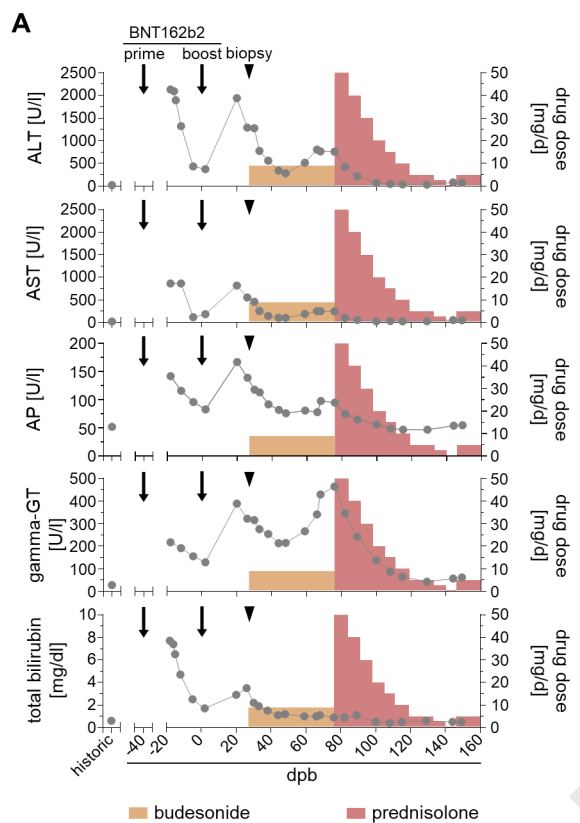 A
BNT162b2
prime boost biopsy
ALT [U/l]
2500
2000
1500
1000
500
0
50
40
30
20
10
0
drug dose
[mg/d]
AST [U/l]
2500
2000
1500
1000
500
0
50
40
30
20
10
0
drug dose
[mg/d]
AP [U/l]
200
150
100
50
0
50
40
30
20
10
0
drug dose
[mg/d]
gamma-GT
[U/l]
500
400
300
200
100
0
50
40
30
20
10
0
drug dose
[mg/d]
total bilirubin
[mg/dl]
10
8
6
4
2
0
50
40
30
20
10
0
drug dose
[mg/d]
historic -40 -20 0 20 40 60 80 100 120 140 160
dpb
budesonide prednisolone